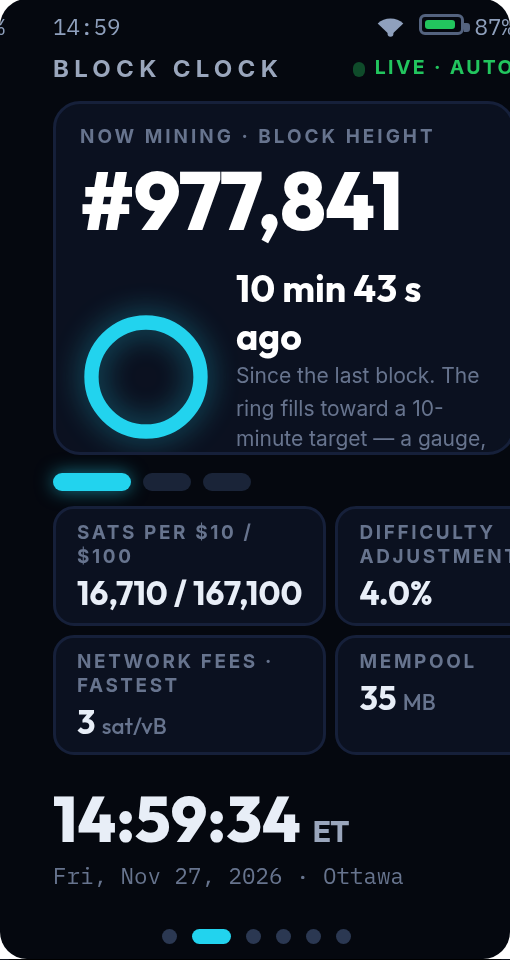 14:59 87%
BLOCK CLOCK LIVE · AUTO
NOW MINING · BLOCK HEIGHT
#977,841
10 min 43 s
ago
Since the last block. The
ring fills toward a 10-
minute target — a gauge,
SATS PER $10 /
$100
16,710 / 167,100
DIFFICULTY
ADJUSTMENT
4.0%
NETWORK FEES ·
FASTEST
3 sat/vB
MEMPOOL
35 MB
14:59:34 ET
Fri, Nov 27, 2026 · Ottawa